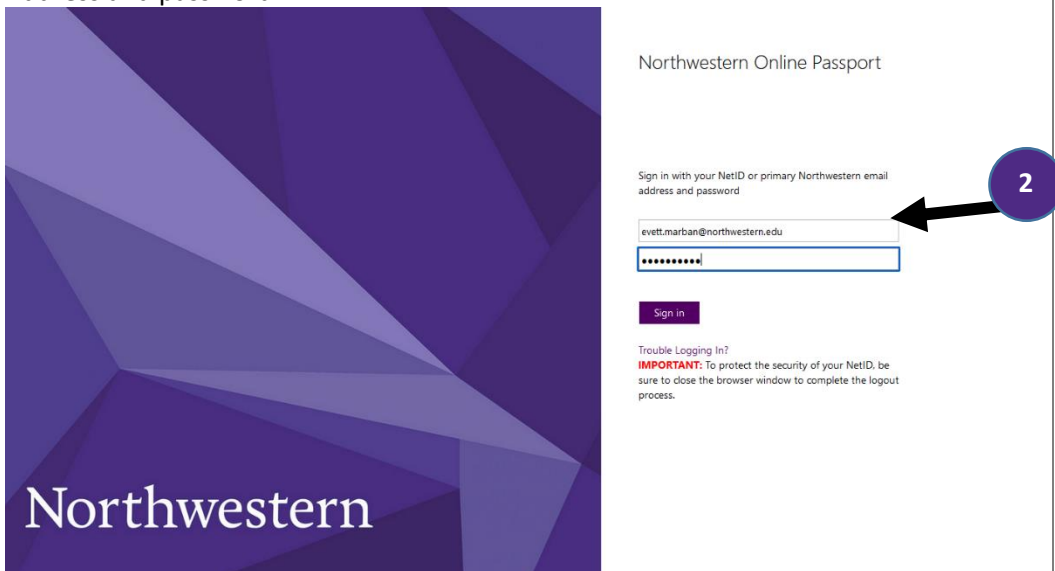 Northwestern Online Passport
Sign in with your NetID or primary Northwestern email
address and password
2
evett.marban@northwestern.edu
••••••••••
Sign in
Trouble Logging In?
IMPORTANT: To protect the security of your NetID, be
sure to close the browser window to complete the logout
process.
Northwestern